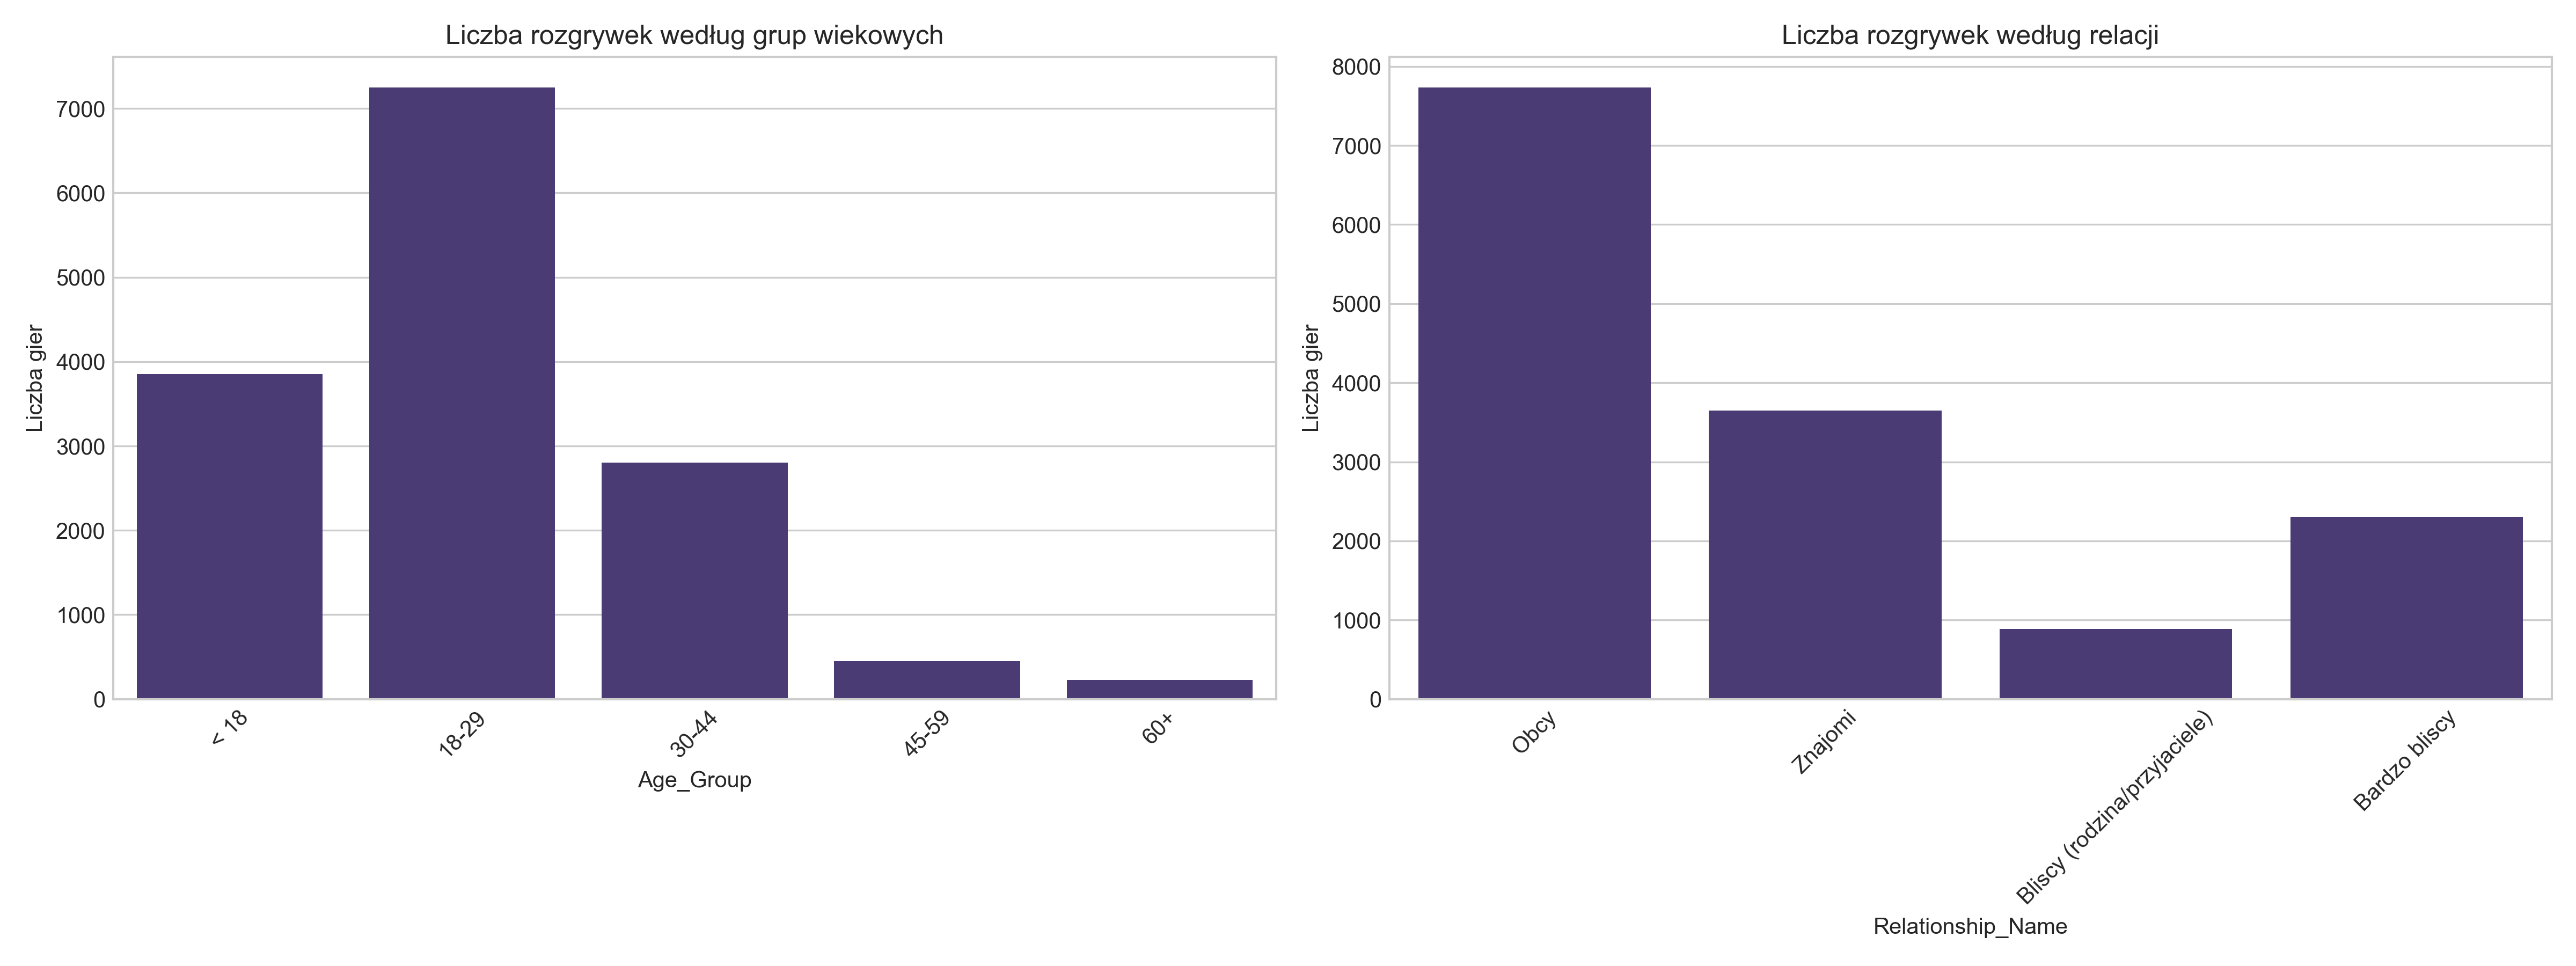 Liczba rozgrywek według grup wiekowych
Liczba gier
7000
6000
5000
4000
3000
2000
1000
0
< 18
18-29
30-44
45-59
60+
Age_Group
Liczba rozgrywek według relacji
Liczba gier
8000
7000
6000
5000
4000
3000
2000
1000
0
Obcy
Znajomi
Bliscy (rodzina/przyjaciele)
Bardzo bliscy
Relationship_Name